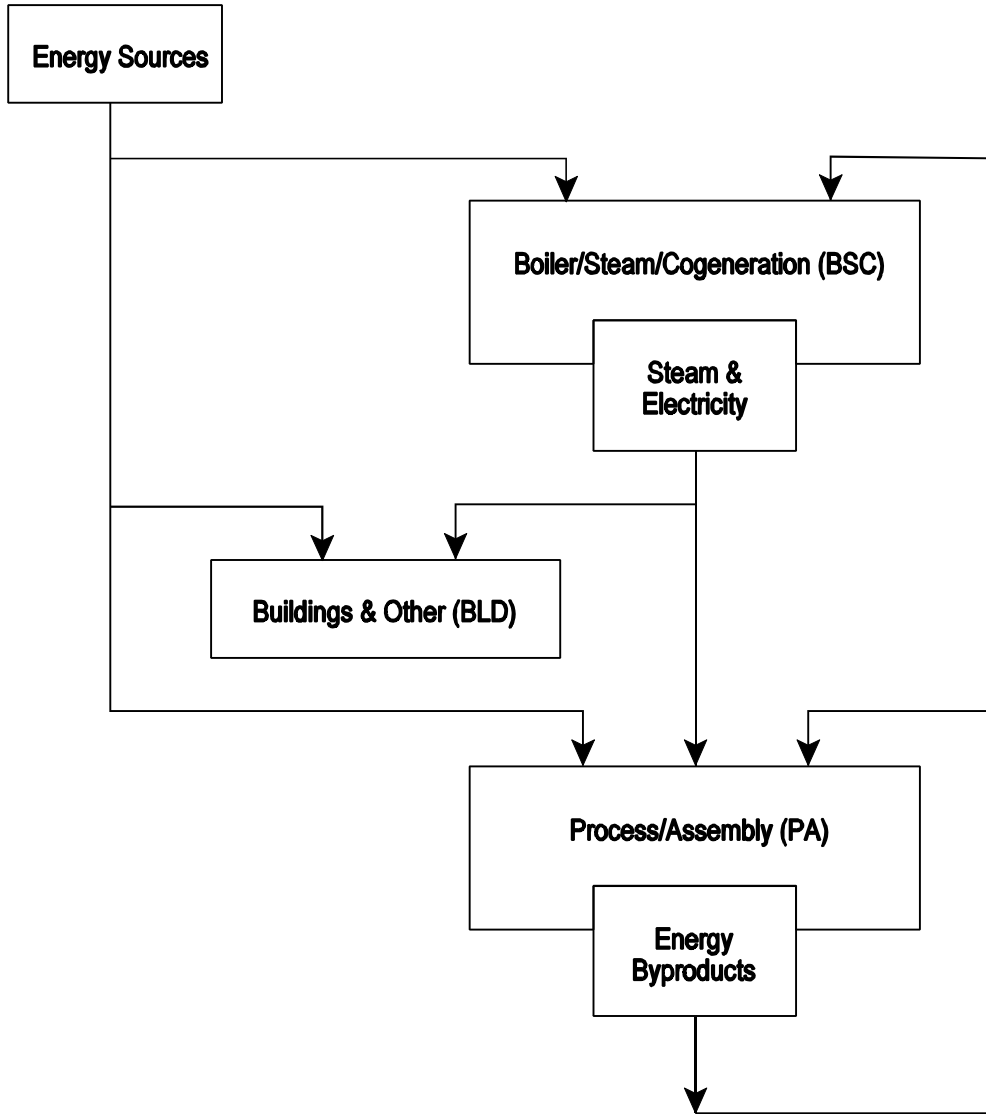 Energy Sources
Boiler/Steam/Cogeneration (BSC)
Steam &
Electricity
Buildings & Other (BLD)
Process/Assembly (PA)
Energy
Byproducts